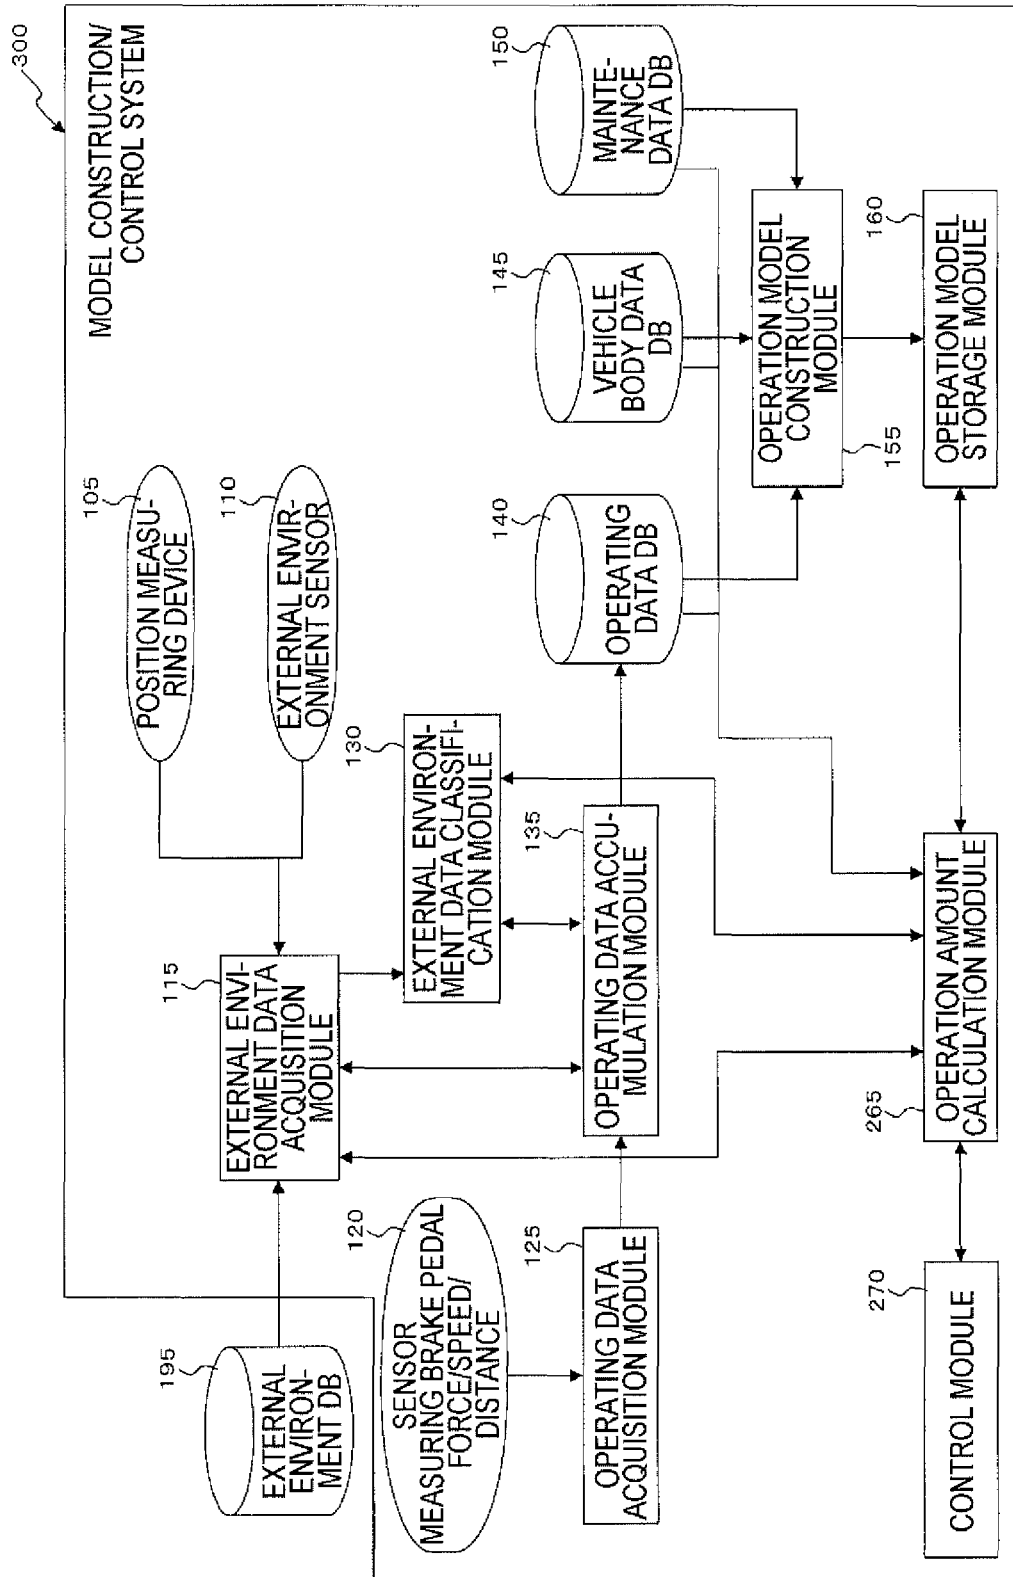 300
MODEL CONSTRUCTION/
CONTROL SYSTEM
195
EXTERNAL
ENVIRON-
MENT DB
115
EXTERNAL ENVI-
RONMENT DATA
ACQUISITION
MODULE
105
POSITION MEASU-
RING DEVICE
110
EXTERNAL ENVIR-
ONMENT SENSOR
120
SENSOR
MEASURING BRAKE PEDAL
FORCE/SPEED/
DISTANCE
130
EXTERNAL ENVIRON-
MENT DATA CLASSIFI-
CATION MODULE
125
OPERATING DATA
ACQUISITION MODULE
135
OPERATING DATA ACCU-
MULATION MODULE
140
OPERATING
DATA DB
145
VEHICLE
BODY DATA
DB
150
MAINTE-
NANCE
DATA DB
OPERATION MODEL
CONSTRUCTION
MODULE
155
270
CONTROL MODULE
265
OPERATION AMOUNT
CALCULATION MODULE
160
OPERATION MODEL
STORAGE MODULE